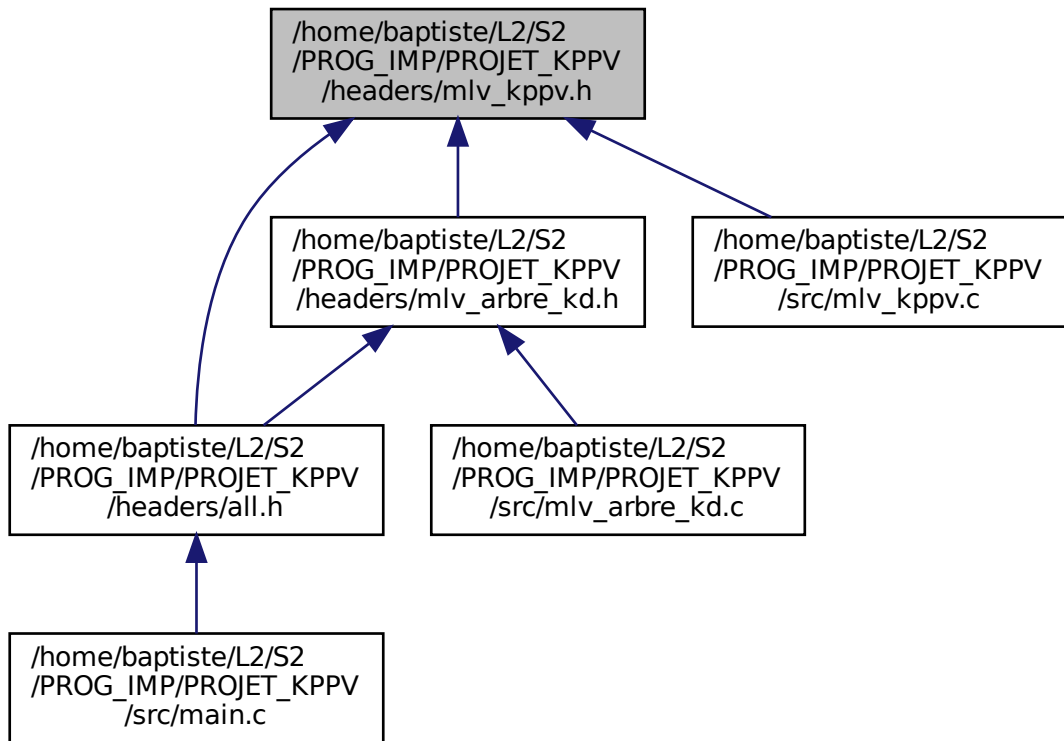 /home/baptiste/L2/S2
/PROG_IMP/PROJET_KPPV
/headers/mlv_kppv.h
/home/baptiste/L2/S2
/PROG_IMP/PROJET_KPPV
/headers/mlv_arbre_kd.h
/home/baptiste/L2/S2
/PROG_IMP/PROJET_KPPV
/src/mlv_kppv.c
/home/baptiste/L2/S2
/PROG_IMP/PROJET_KPPV
/headers/all.h
/home/baptiste/L2/S2
/PROG_IMP/PROJET_KPPV
/src/mlv_arbre_kd.c
/home/baptiste/L2/S2
/PROG_IMP/PROJET_KPPV
/src/main.c